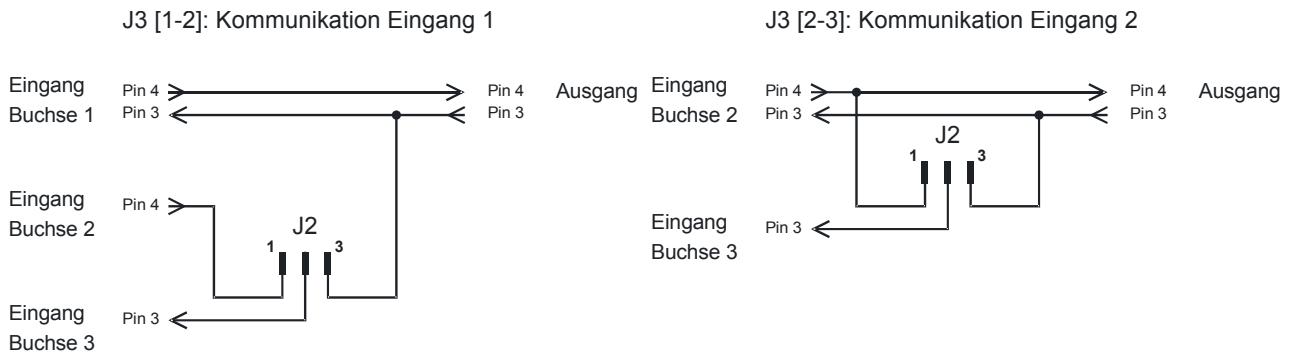 J3 [1-2]: Kommunikation Eingang 1
Eingang
Buchse 1
Pin 4
Pin 3
Pin 4
Pin 3
Ausgang
Eingang
Buchse 2
Pin 4
J2
1 3
Eingang
Buchse 3
Pin 3
J3 [2-3]: Kommunikation Eingang 2
Eingang
Buchse 2
Pin 4
Pin 3
Pin 4
Pin 3
Ausgang
J2
1 3
Eingang
Buchse 3
Pin 3